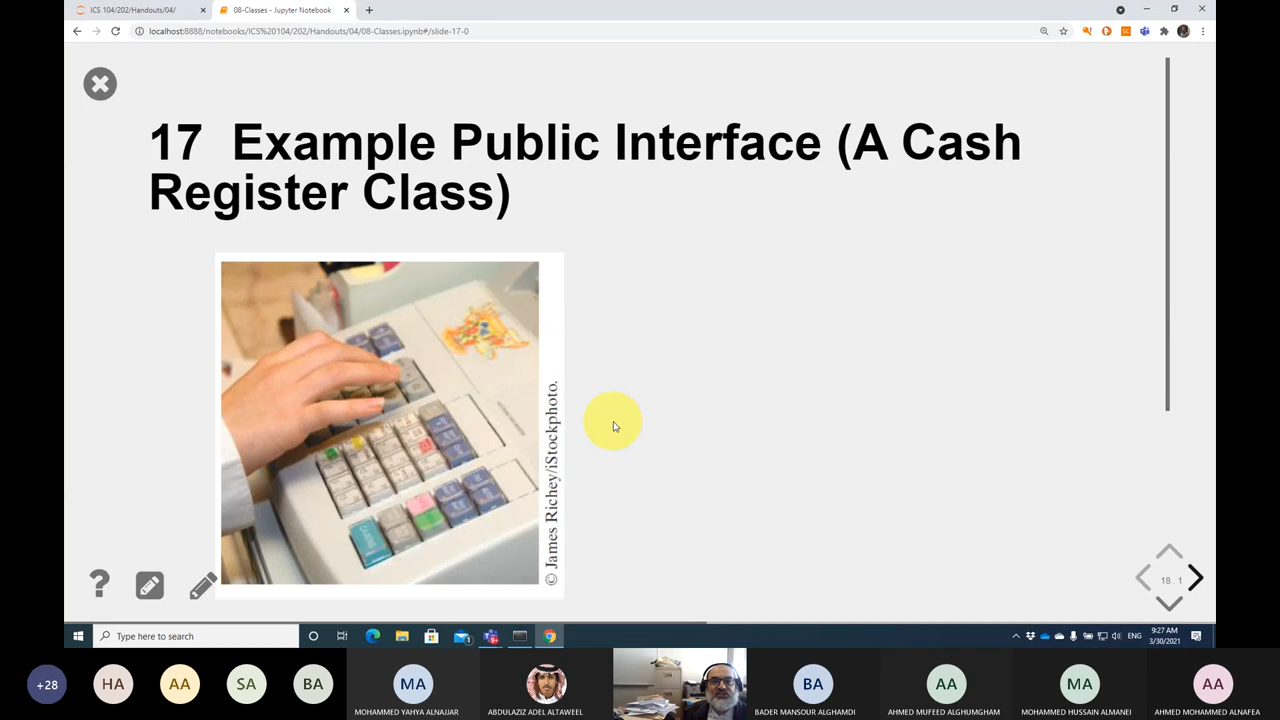 ICS 104/202/Handouts/04/
08-Classes - Jupyter Notebook
localhost:8888/notebooks/ICS%20104/202/Handouts/04/08-Classes.ipynb#/slide-17-0
17 Example Public Interface (A Cash
Register Class)
© James Richey/iStockphoto.
18.1
Type here to search
ENG
9:27 AM
3/30/2021
+28
HA
AA
SA
BA
MA
BA
AA
MA
AA
MOHAMMED YAHYA ALNAJJAR
ABDULAZIZ ADEL ALTAWEEL
BADER MANSOUR ALGHAMDI
AHMED MUFEED ALGHUMGHAM
MOHAMMED HUSSAIN ALMANEI
AHMED MOHAMMED ALNAFEA